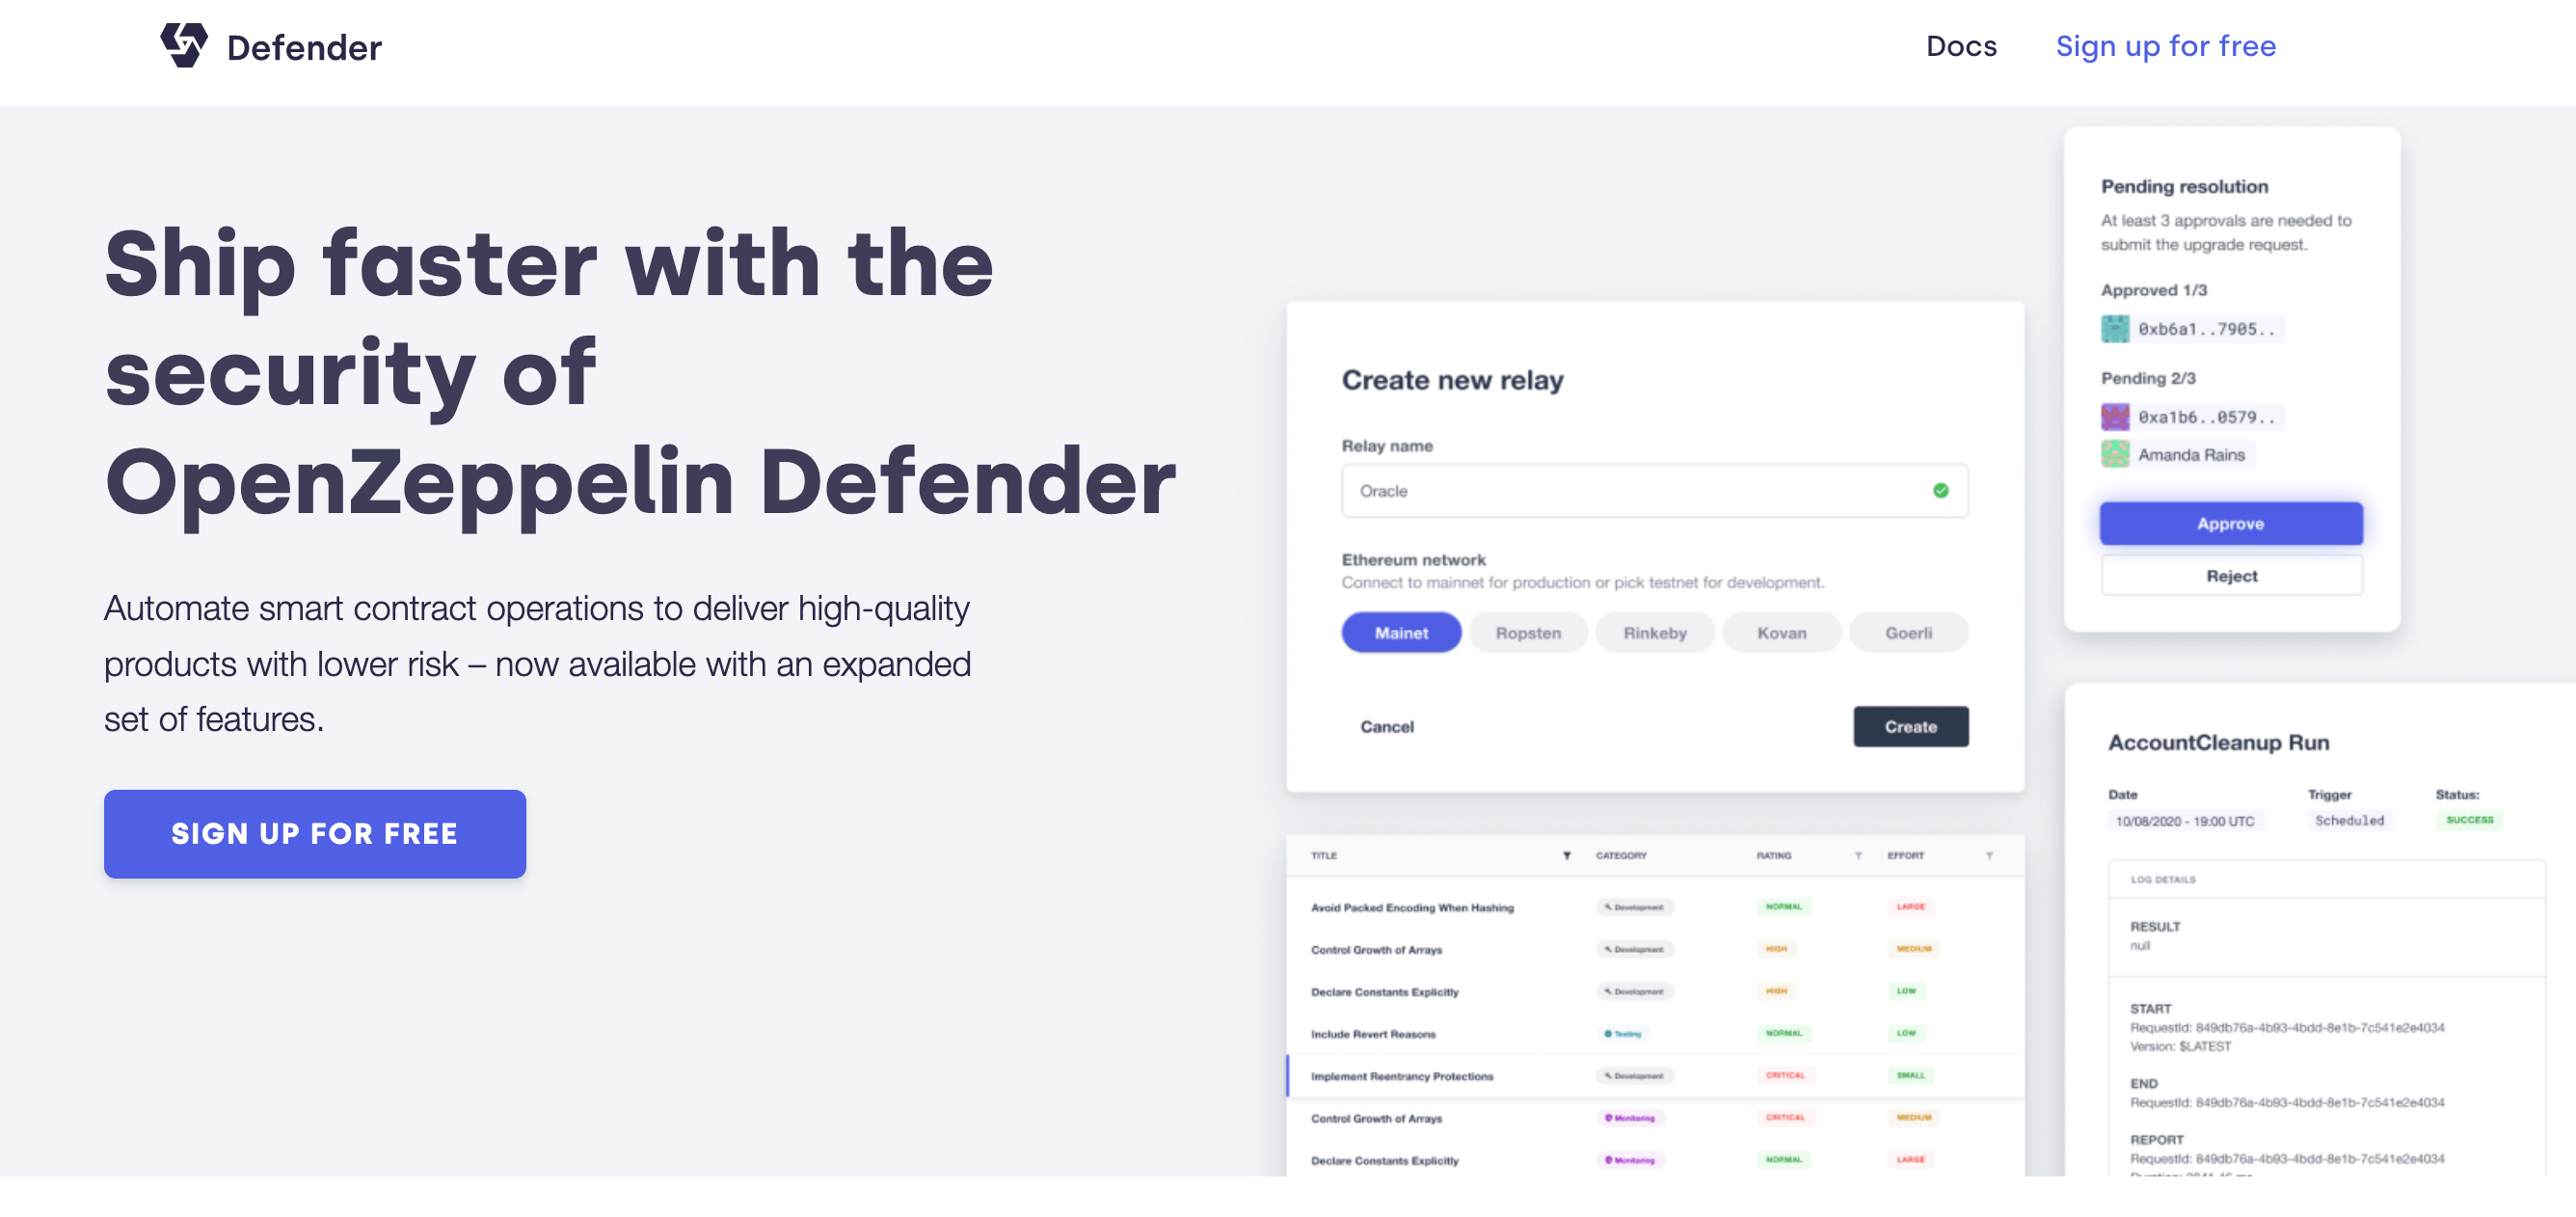 Defender
Docs
Sign up for free
Ship faster with the
security of
OpenZeppelin Defender
Automate smart contract operations to deliver high-quality
products with lower risk – now available with an expanded
set of features.
SIGN UP FOR FREE
Create new relay
Relay name
Oracle
Ethereum network
Connect to mainnet for production or pick testnet for development.
Mainet Ropsten Rinkeby Kovan Goerli
Cancel Create
TITLE CATEGORY RATING EFFORT
Avoid Packed Encoding When Hashing Development NORMAL LARGE
Control Growth of Arrays Development HIGH MEDIUM
Declare Constants Explicitly Development HIGH LOW
Include Revert Reasons Testing NORMAL LOW
Implement Reentrancy Protections Development CRITICAL SMALL
Control Growth of Arrays Monitoring CRITICAL MEDIUM
Declare Constants Explicitly Monitoring NORMAL LARGE
Pending resolution
At least 3 approvals are needed to
submit the upgrade request.
Approved 1/3
0xb6a1..7905..
Pending 2/3
0xa1b6..0579..
Amanda Rains
Approve
Reject
AccountCleanup Run
Date Trigger Status:
10/08/2020 - 19:00 UTC Scheduled SUCCESS
LOG DETAILS
RESULT
null
START
RequestId: 849db76a-4b93-4bdd-8e1b-7c541e2e4034
Version: $LATEST
END
RequestId: 849db76a-4b93-4bdd-8e1b-7c541e2e4034
REPORT
RequestId: 849db76a-4b93-4bdd-8e1b-7c541e2e4034